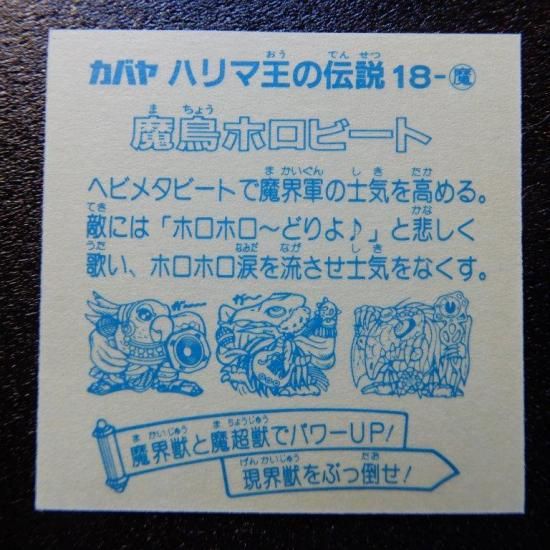 カバヤ ハリマ王の伝説 18-魔
魔鳥ホロビート
ヘビメタビートで魔界軍の士気を高める。
敵には「ホロホロ〜どりよ♪」と悲しく
歌い、ホロホロ涙を流させ士気をなくす。
魔界獣と魔超獣でパワーUP!
現界獣をぶっ倒せ!